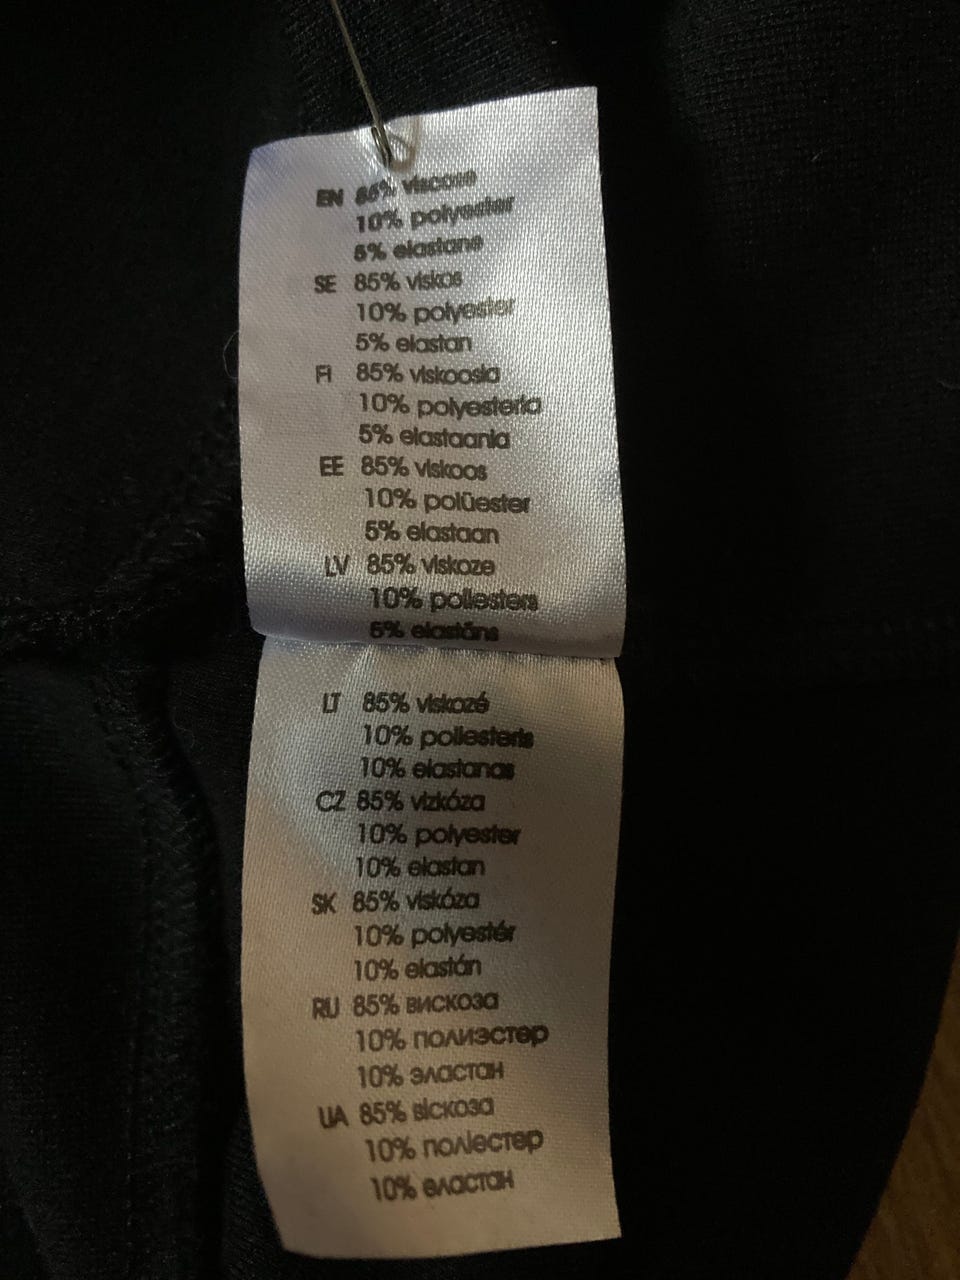 EN 85% viscose
10% polyester
5% elastane
SE 85% viskos
10% polyester
5% elastan
FI 85% viskoosia
10% polyesteria
5% elastaania
EE 85% viskoos
10% polüester
5% elastaan
LV 85% viskoze
10% poliesters
5% elastāns
LT 85% viskozé
10% poliesteris
10% elastanas
CZ 85% vizkóza
10% polyester
10% elastan
SK 85% viskóza
10% polyestér
10% elastán
RU 85% вискоза
10% полиэстер
10% эластан
UA 85% віскоза
10% поліестер
10% еластан